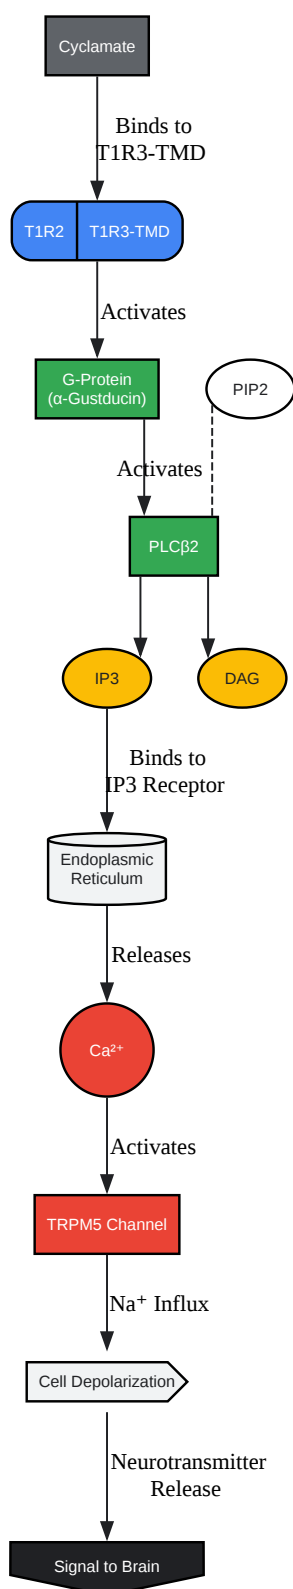 Cyclamate
Binds to
T1R3-TMD
T1R2
T1R3-TMD
Activates
G-Protein
(α-Gustducin)
PIP2
Activates
PLCβ2
IP3
DAG
Binds to
IP3 Receptor
Endoplasmic
Reticulum
Releases
Ca²⁺
Activates
TRPM5 Channel
Na⁺ Influx
Cell Depolarization
Neurotransmitter
Release
Signal to Brain